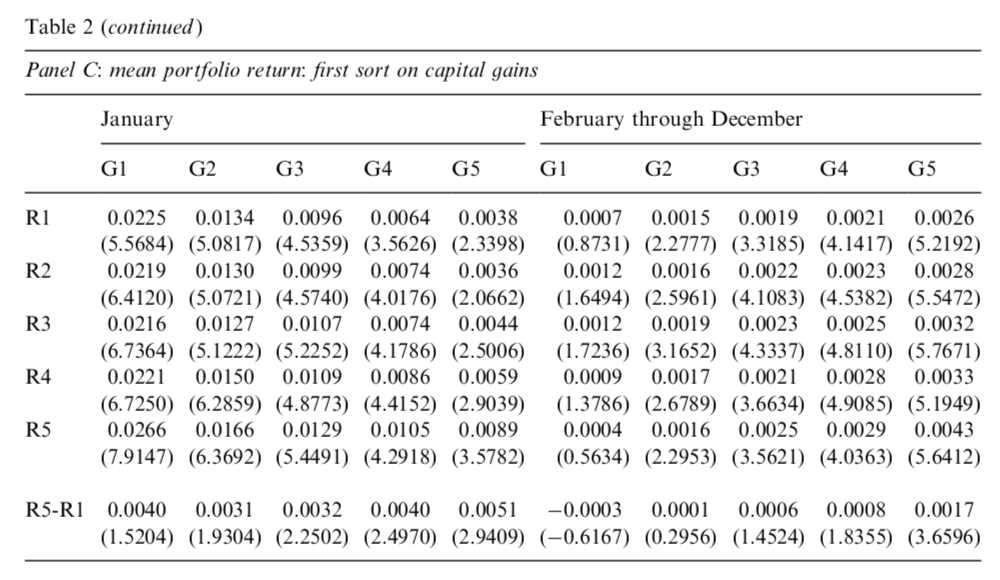 Table 2 (continued)
Panel C: mean portfolio return: first sort on capital gains
January February through December
G1 G2 G3 G4 G5 G1 G2 G3 G4 G5
R1 0.0225 0.0134 0.0096 0.0064 0.0038 0.0007 0.0015 0.0019 0.0021 0.0026
(5.5684) (5.0817) (4.5359) (3.5626) (2.3398) (0.8731) (2.2777) (3.3185) (4.1417) (5.2192)
R2 0.0219 0.0130 0.0099 0.0074 0.0036 0.0012 0.0016 0.0022 0.0023 0.0028
(6.4120) (5.0721) (4.5740) (4.0176) (2.0662) (1.6494) (2.5961) (4.1083) (4.5382) (5.5472)
R3 0.0216 0.0127 0.0107 0.0074 0.0044 0.0012 0.0019 0.0023 0.0025 0.0032
(6.7364) (5.1222) (5.2252) (4.1786) (2.5006) (1.7236) (3.1652) (4.3337) (4.8110) (5.7671)
R4 0.0221 0.0150 0.0109 0.0086 0.0059 0.0009 0.0017 0.0021 0.0028 0.0033
(6.7250) (6.2859) (4.8773) (4.4152) (2.9039) (1.3786) (2.6789) (3.6634) (4.9085) (5.1949)
R5 0.0266 0.0166 0.0129 0.0105 0.0089 0.0004 0.0016 0.0025 0.0029 0.0043
(7.9147) (6.3692) (5.4491) (4.2918) (3.5782) (0.5634) (2.2953) (3.5621) (4.0363) (5.6412)
R5-R1 0.0040 0.0031 0.0032 0.0040 0.0051 −0.0003 0.0001 0.0006 0.0008 0.0017
(1.5204) (1.9304) (2.2502) (2.4970) (2.9409) (−0.6167) (0.2956) (1.4524) (1.8355) (3.6596)